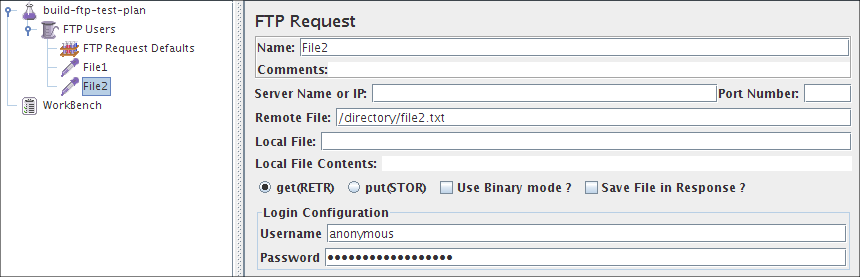 build-ftp-test-plan
FTP Users
FTP Request Defaults
File1
File2
WorkBench
FTP Request
Name: File2
Comments:
Server Name or IP: Port Number:
Remote File: /directory/file2.txt
Local File:
Local File Contents:
get(RETR) put(STOR) Use Binary mode ? Save File in Response ?
Login Configuration
Username anonymous
Password ●●●●●●●●●●●●●●●●●●